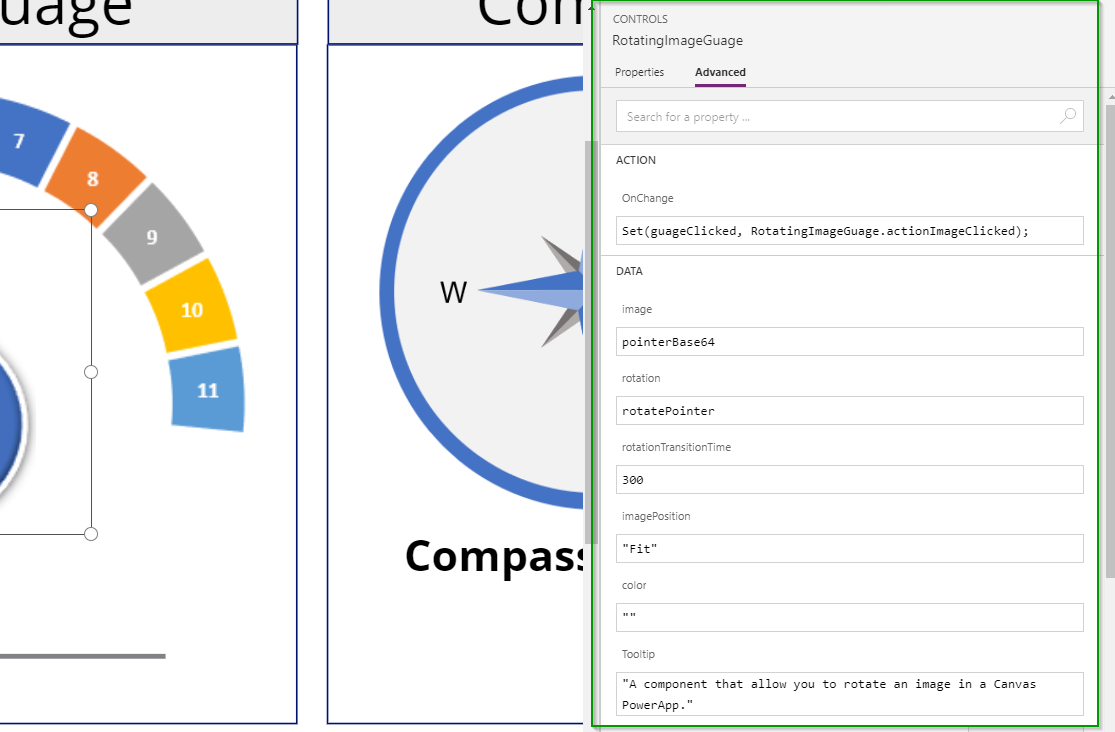 uage
7
8
9
10
11
Com
W
Compass
CONTROLS
RotatingImageGuage
Properties Advanced
Search for a property ...
ACTION
OnChange
Set(guageClicked, RotatingImageGuage.actionImageClicked);
DATA
image
pointerBase64
rotation
rotatePointer
rotationTransitionTime
300
imagePosition
"Fit"
color
""
Tooltip
"A component that allow you to rotate an image in a Canvas
PowerApp."